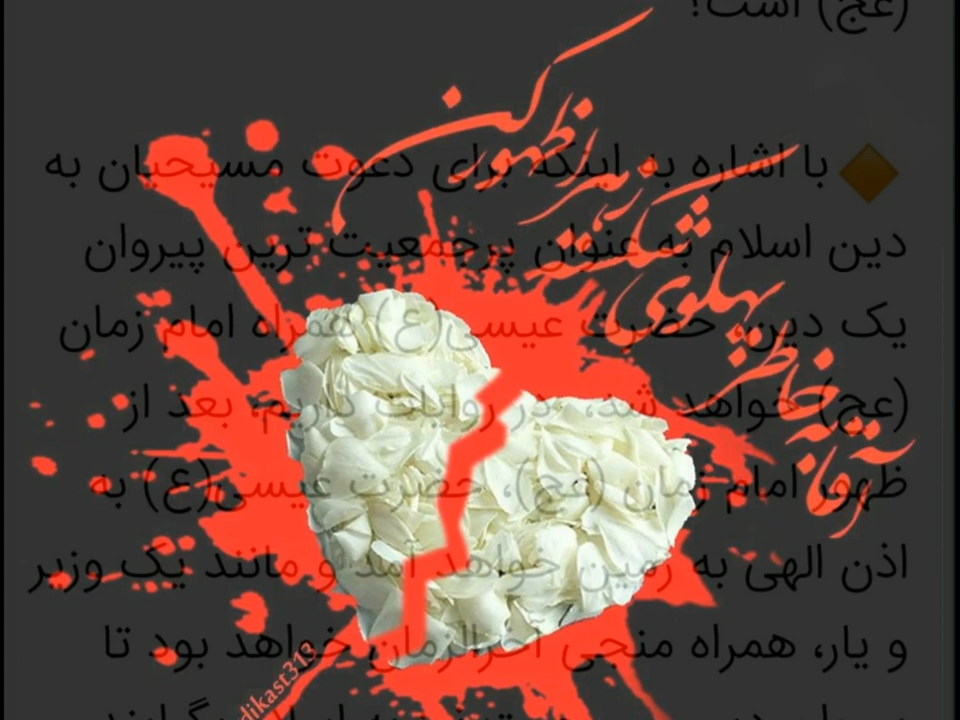 (عج) است؟
🔶 با اشاره به اینکه برای دعوت مسیحیان به
دین اسلام به عنوان پرجمعیت ترین پیروان
یک دین، حضرت عیسی(ع) همراه امام زمان
(عج) خواهد شد، در روایات داریم، بعد از
ظهور امام زمان (عج)، حضرت عیسی(ع) به
اذن الهی به زمین خواهد آمد و مانند یک وزیر
و یار، همراه منجی آخرالزمان خواهد بود تا
آقا به خاطر
پهلوی
شکسته
زهرا ظهور کن
dikast313